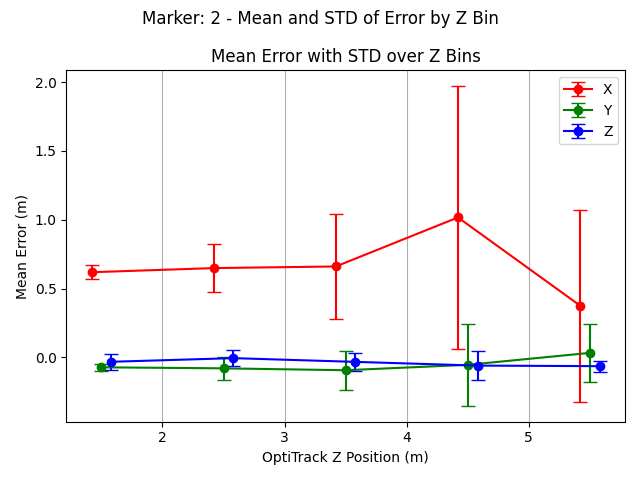 Marker: 2 - Mean and STD of Error by Z Bin
Mean Error with STD over Z Bins
2.0
1.5
1.0
0.5
0.0
Mean Error (m)
X
Y
Z
2
3
4
5
OptiTrack Z Position (m)